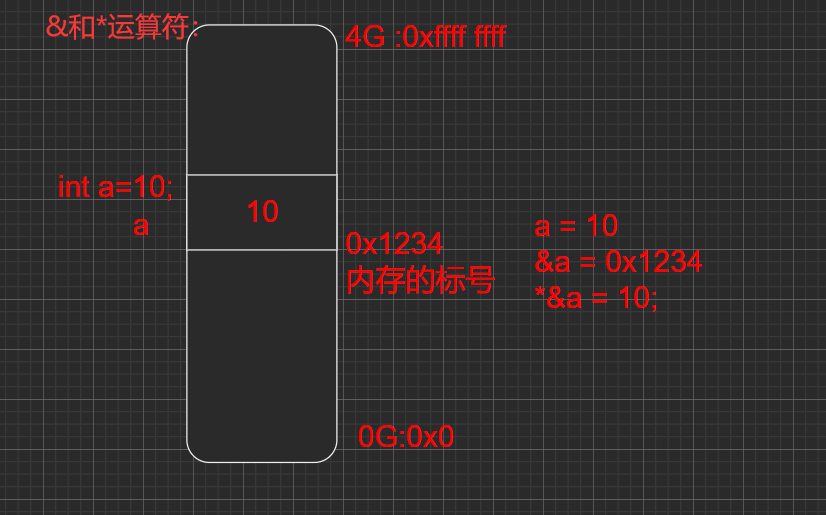 &和*运算符:
4G :0xffff ffff
int a=10;
a
10
0x1234
内存的标号
a = 10
&a = 0x1234
*&a = 10;
0G:0x0